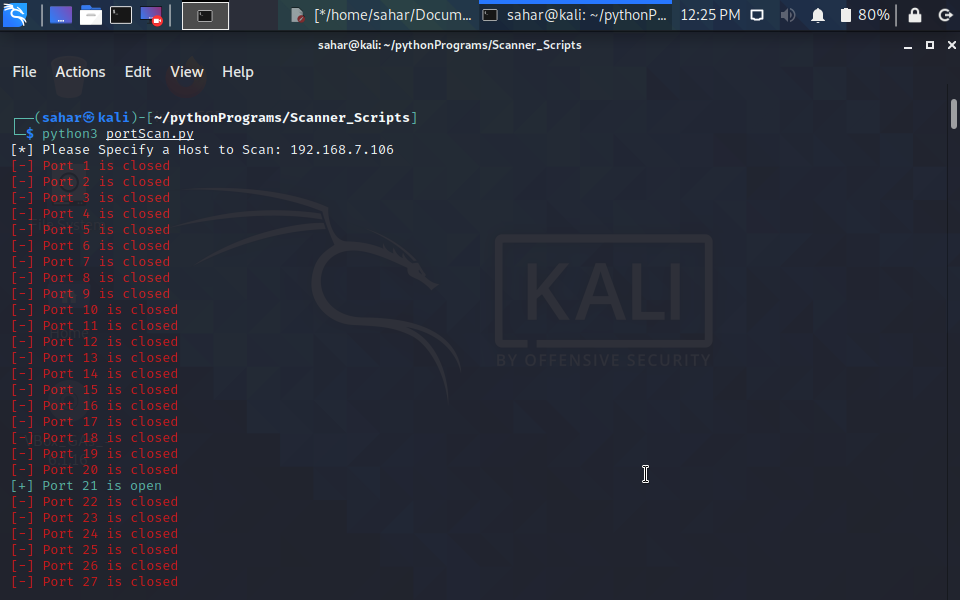 [*/home/sahar/Docum... sahar@kali: ~/pythonP... 12:25 PM 80%
sahar@kali: ~/pythonPrograms/Scanner_Scripts
File Actions Edit View Help
┌──(sahar㉿kali)-[~/pythonPrograms/Scanner_Scripts]
└─$ python3 portScan.py
[*] Please Specify a Host to Scan: 192.168.7.106
[-] Port 1 is closed
[-] Port 2 is closed
[-] Port 3 is closed
[-] Port 4 is closed
[-] Port 5 is closed
[-] Port 6 is closed
[-] Port 7 is closed
[-] Port 8 is closed
[-] Port 9 is closed
[-] Port 10 is closed
[-] Port 11 is closed
[-] Port 12 is closed
[-] Port 13 is closed
[-] Port 14 is closed
[-] Port 15 is closed
[-] Port 16 is closed
[-] Port 17 is closed
[-] Port 18 is closed
[-] Port 19 is closed
[-] Port 20 is closed
[+] Port 21 is open
[-] Port 22 is closed
[-] Port 23 is closed
[-] Port 24 is closed
[-] Port 25 is closed
[-] Port 26 is closed
[-] Port 27 is closed
KALI
BY OFFENSIVE SECURITY